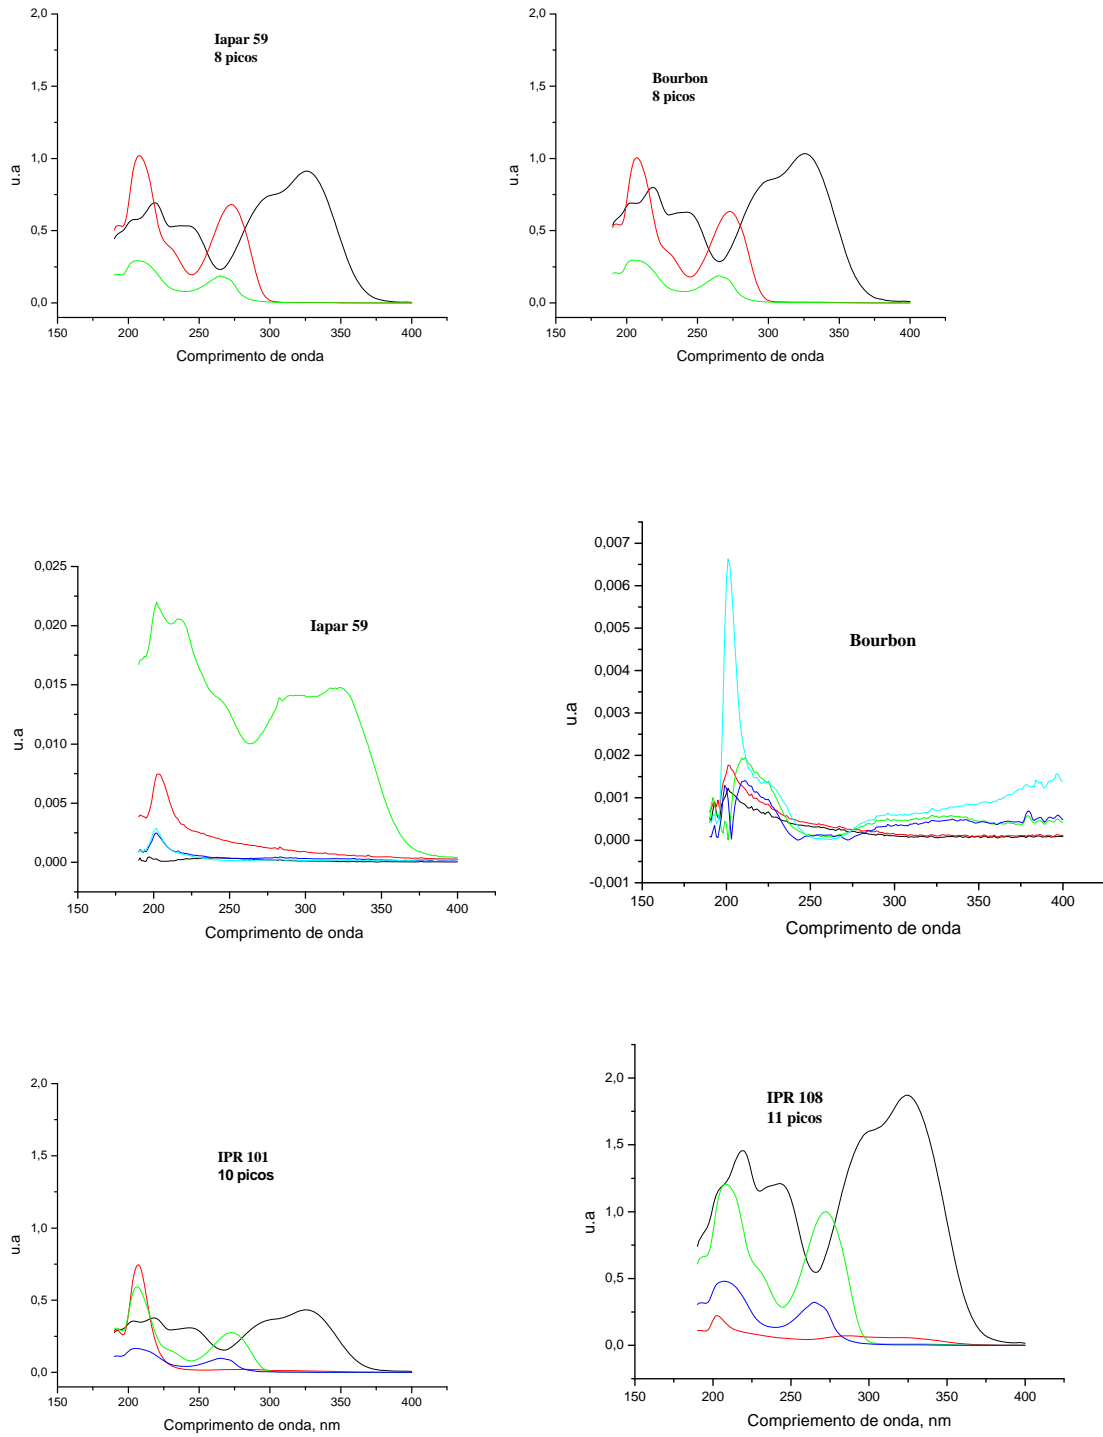 2,0
1,5
1,0
0,5
0,0
150 200 250 300 350 400
u.a
Comprimento de onda
Iapar 59
8 picos
2,0
1,5
1,0
0,5
0,0
150 200 250 300 350 400
u.a
Comprimento de onda
Bourbon
8 picos
0,025
0,020
0,015
0,010
0,005
0,000
150 200 250 300 350 400
u.a
Comprimento de onda
Iapar 59
0,007
0,006
0,005
0,004
0,003
0,002
0,001
0,000
-0,001
150 200 250 300 350 400
u.a
Comprimento de onda
Bourbon
2,0
1,5
1,0
0,5
0,0
150 200 250 300 350 400
u.a
Comprimento de onda, nm
IPR 101
10 picos
2,0
1,5
1,0
0,5
0,0
150 200 250 300 350 400
u.a
Compriemento de onda, nm
IPR 108
11 picos